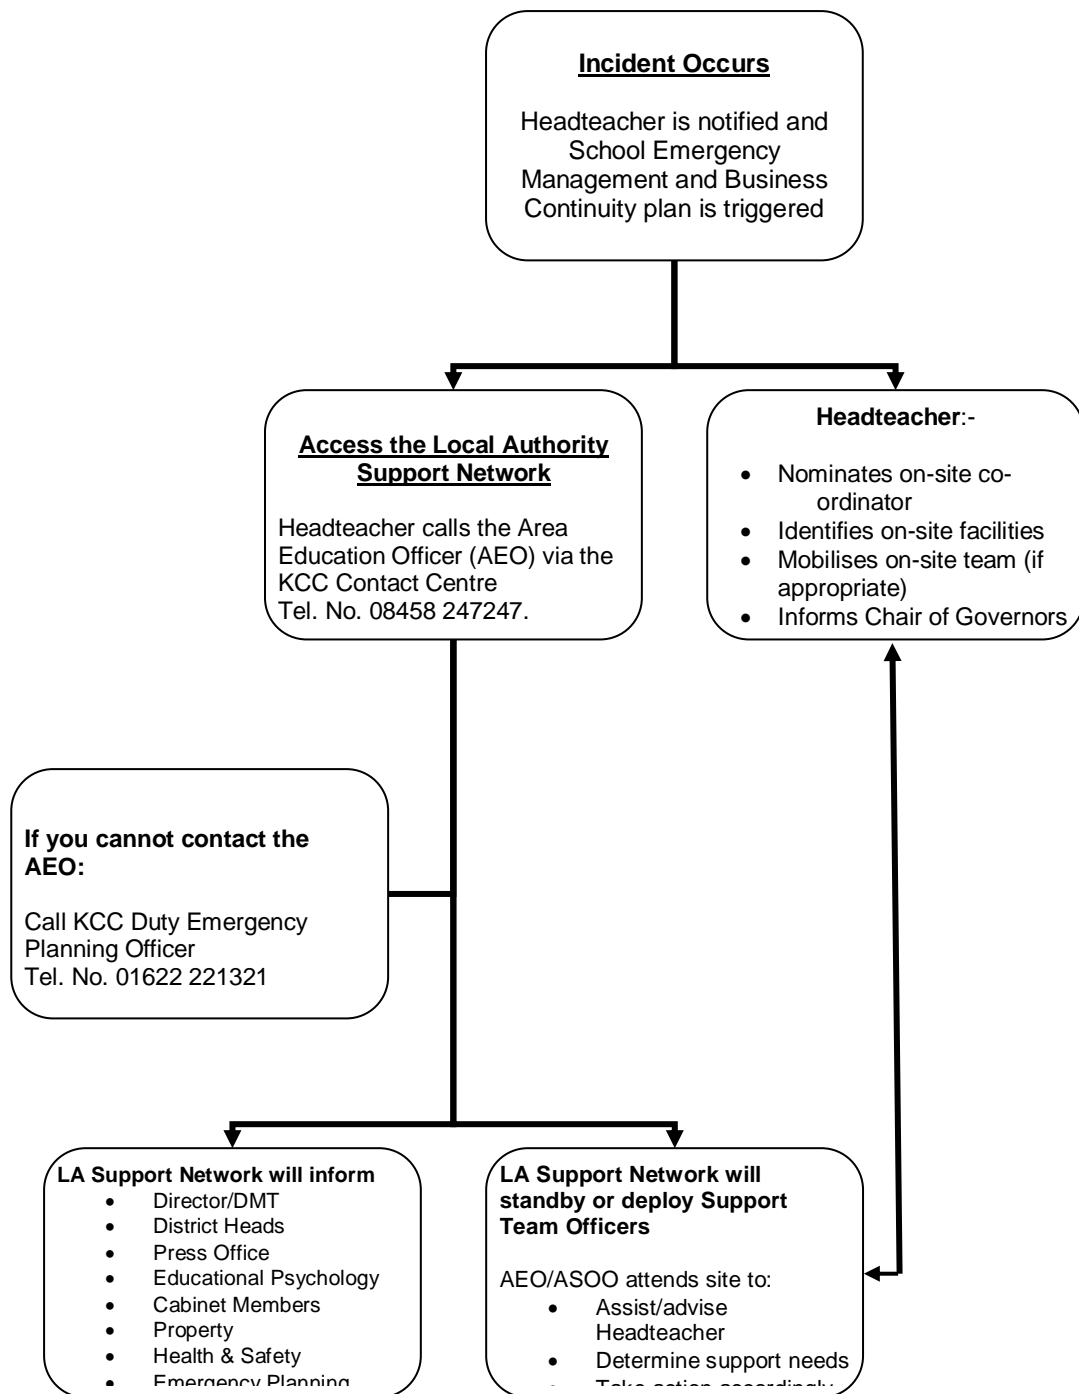 Incident Occurs
Headteacher is notified and
School Emergency
Management and Business
Continuity plan is triggered
Access the Local Authority
Support Network
Headteacher calls the Area
Education Officer (AEO) via the
KCC Contact Centre
Tel. No. 08458 247247.
Headteacher:-
• Nominates on-site co-
ordinator
• Identifies on-site facilities
• Mobilises on-site team (if
appropriate)
• Informs Chair of Governors
If you cannot contact the
AEO:
Call KCC Duty Emergency
Planning Officer
Tel. No. 01622 221321
LA Support Network will inform
• Director/DMT
• District Heads
• Press Office
• Educational Psychology
• Cabinet Members
• Property
• Health & Safety
• Emergency Planning
LA Support Network will
standby or deploy Support
Team Officers
AEO/ASOO attends site to:
• Assist/advise
Headteacher
• Determine support needs
• Take action accordingly